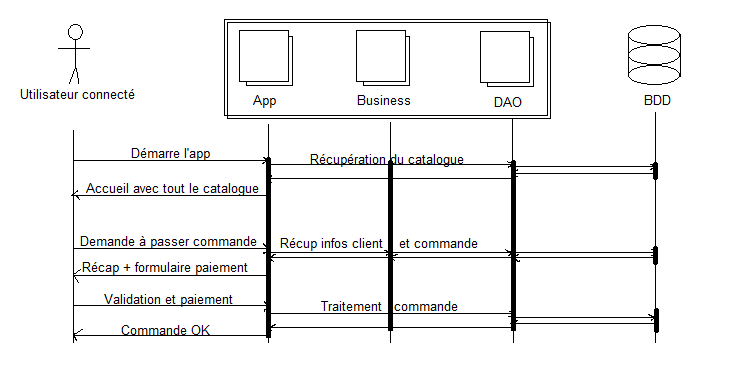 Utilisateur connecté
App
Business
DAO
BDD
Démarre l'app
Récupération du catalogue
Accueil avec tout le catalogue
Demande à passer commande
Récup infos client et commande
Récap + formulaire paiement
Validation et paiement
Traitement commande
Commande OK